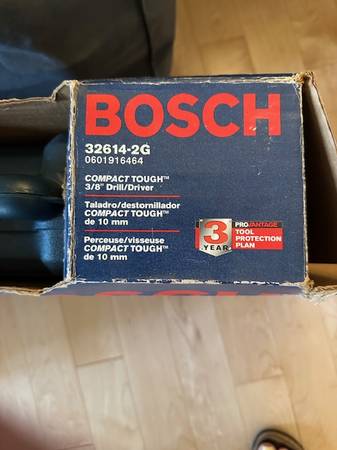 BOSCH
32614-2G
0601916464
COMPACT TOUGH™
3/8" Drill/Driver
Taladro/destornillador
COMPACT TOUGH™
de 10 mm
Perceuse/visseuse
COMPACT TOUGH™
de 10 mm
3
YEAR
PROVANTAGE
TOOL
PROTECTION
PLAN